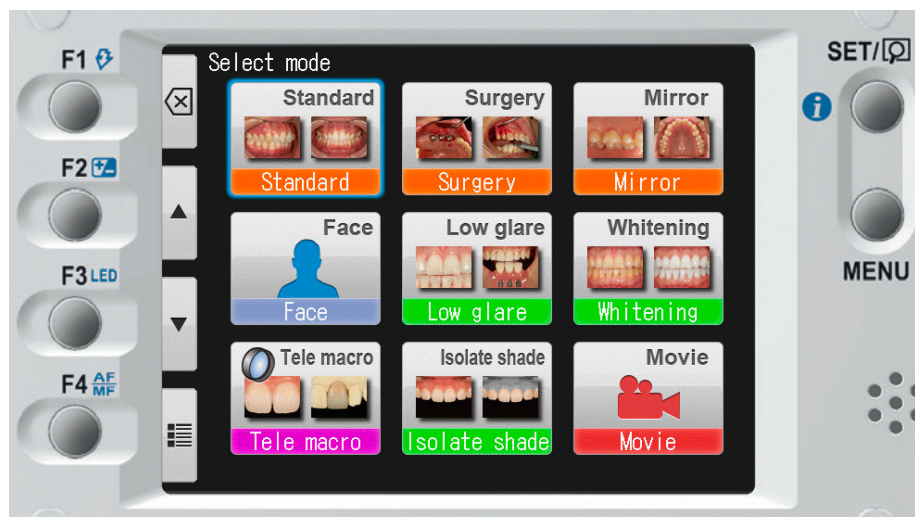 F1
F2
F3 LED
F4 AF
MF
Select mode
Standard
Standard
Surgery
Surgery
Mirror
Mirror
Face
Face
Low glare
Low glare
Whitening
Whitening
Tele macro
Tele macro
Isolate shade
Isolate shade
Movie
Movie
SET/
i
MENU